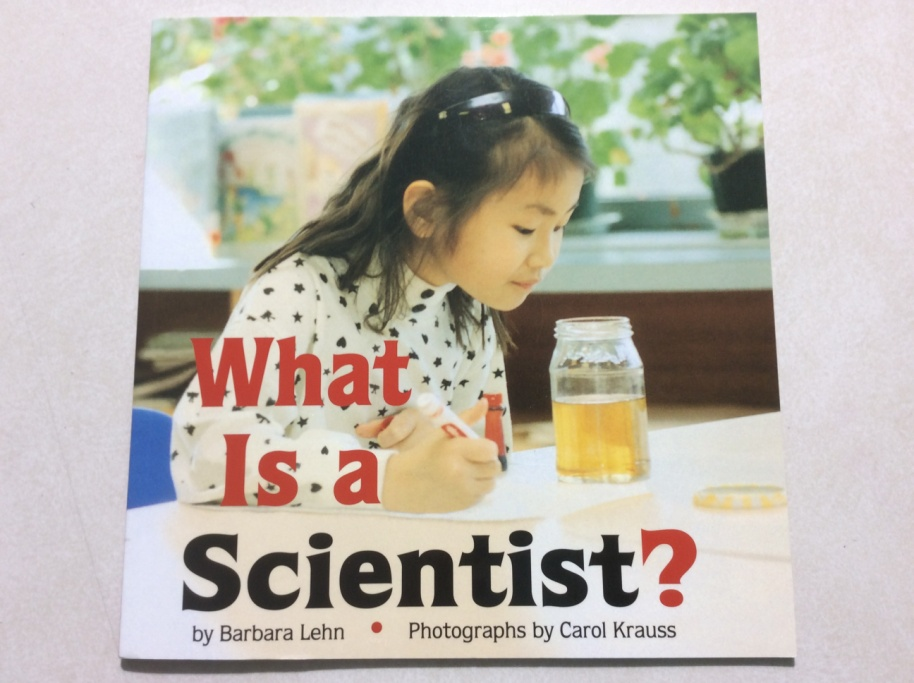 What
Is a
Scientist?
by Barbara Lehn • Photographs by Carol Krauss